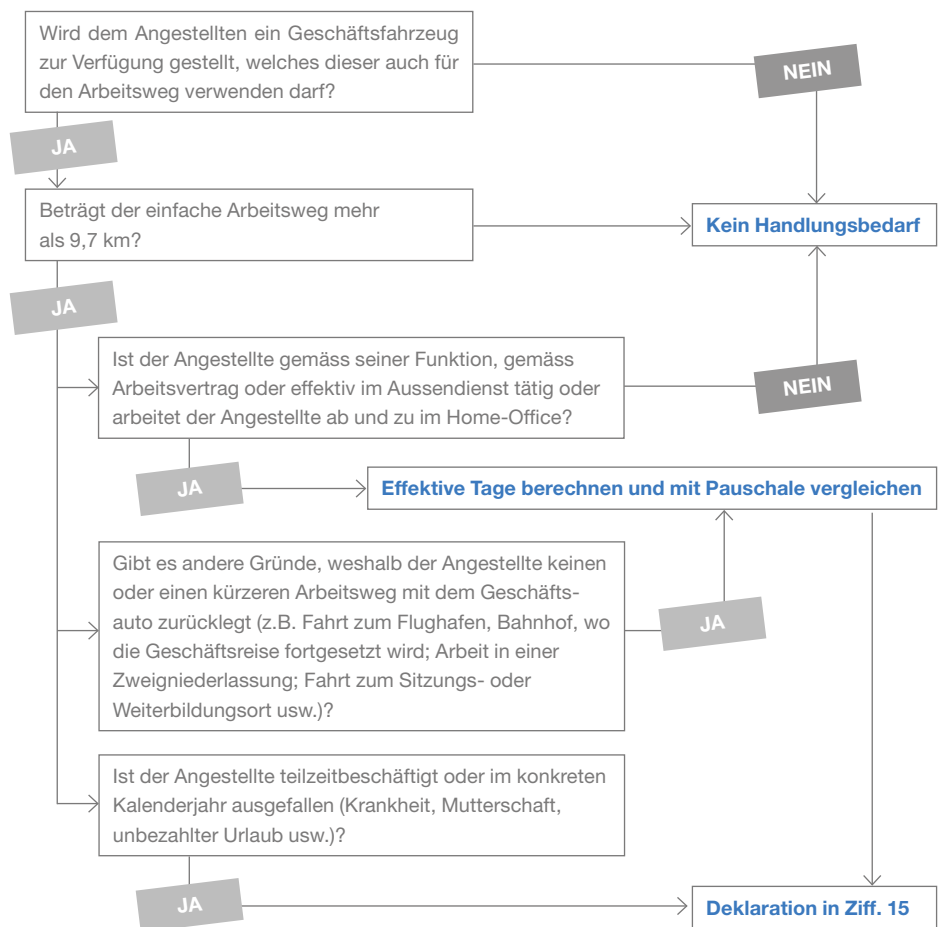 Wird dem Angestellten ein Geschäftsfahrzeug
zur Verfügung gestellt, welches dieser auch für
den Arbeitsweg verwenden darf?
NEIN
JA
Beträgt der einfache Arbeitsweg mehr
als 9,7 km?
Kein Handlungsbedarf
JA
Ist der Angestellte gemäss seiner Funktion, gemäss
Arbeitsvertrag oder effektiv im Aussendienst tätig oder
arbeitet der Angestellte ab und zu im Home-Office?
NEIN
JA
Effektive Tage berechnen und mit Pauschale vergleichen
Gibt es andere Gründe, weshalb der Angestellte keinen
oder einen kürzeren Arbeitsweg mit dem Geschäfts-
auto zurücklegt (z.B. Fahrt zum Flughafen, Bahnhof, wo
die Geschäftsreise fortgesetzt wird; Arbeit in einer
Zweigniederlassung; Fahrt zum Sitzungs- oder
Weiterbildungsort usw.)?
JA
Ist der Angestellte teilzeitbeschäftigt oder im konkreten
Kalenderjahr ausgefallen (Krankheit, Mutterschaft,
unbezahlter Urlaub usw.)?
JA
Deklaration in Ziff. 15